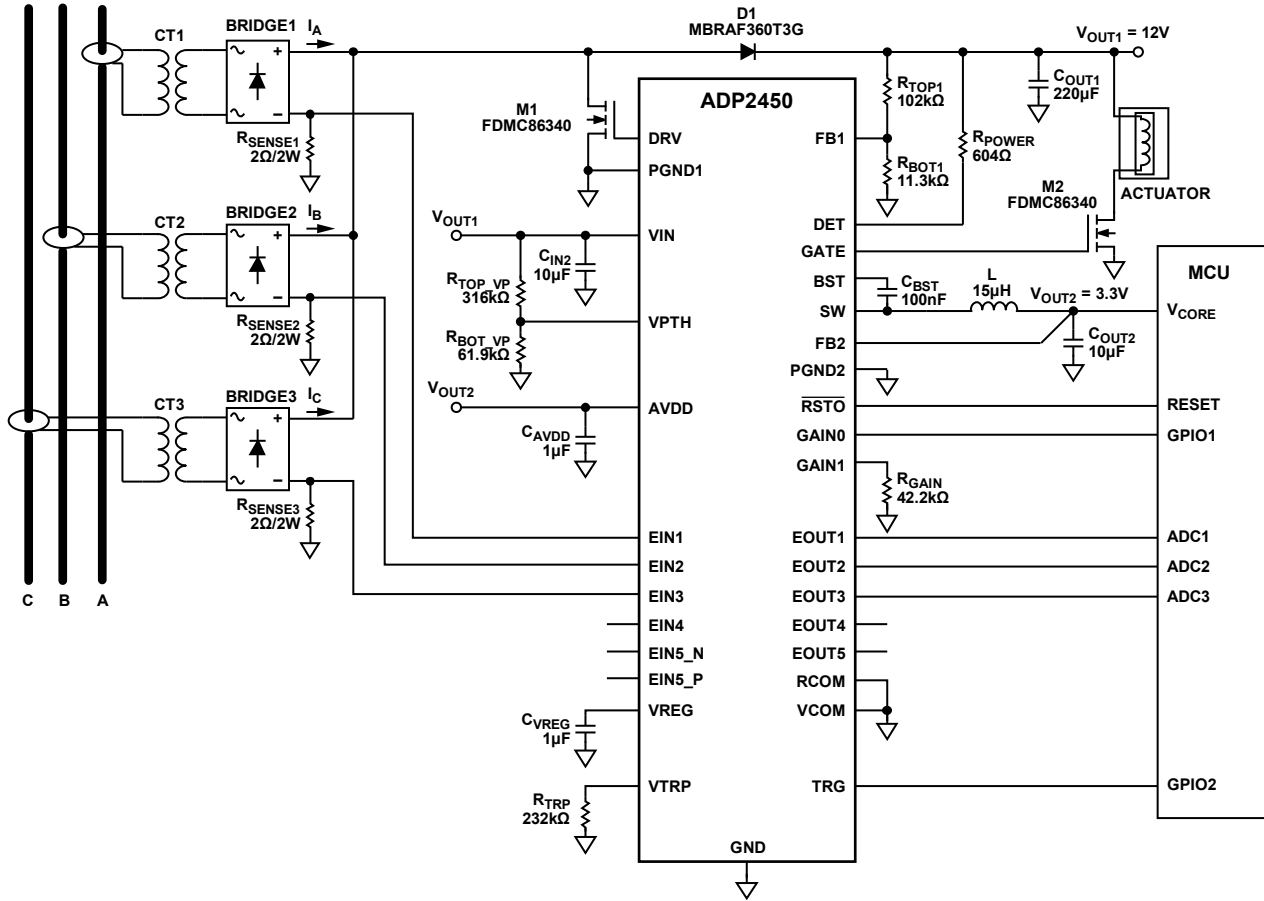 CT1
BRIDGE1
IA
RSENSE1
2Ω/2W
CT2
BRIDGE2
IB
RSENSE2
2Ω/2W
CT3
BRIDGE3
IC
RSENSE3
2Ω/2W
C
B
A
~
+
~
–
~
+
~
–
~
+
~
–
M1
FDMC86340
D1
MBRAF360T3G
VOUT1
CIN2
10µF
RTOP_VP
316kΩ
RBOT_VP
61.9kΩ
VOUT2
CAVDD
1µF
CVREG
1µF
RTRP
232kΩ
ADP2450
DRV
PGND1
VIN
VPTH
AVDD
EIN1
EIN2
EIN3
EIN4
EIN5_N
EIN5_P
VREG
VTRP
GND
FB1
DET
GATE
BST
SW
FB2
PGND2
RSTO
GAIN0
GAIN1
EOUT1
EOUT2
EOUT3
EOUT4
EOUT5
RCOM
VCOM
TRG
RTOP1
102kΩ
RBOT1
11.3kΩ
RPOWER
604Ω
COUT1
220µF
VOUT1 = 12V
ACTUATOR
M2
FDMC86340
CBST
100nF
L
15µH
VOUT2 = 3.3V
COUT2
10µF
RGAIN
42.2kΩ
MCU
VCORE
RESET
GPIO1
ADC1
ADC2
ADC3
GPIO2